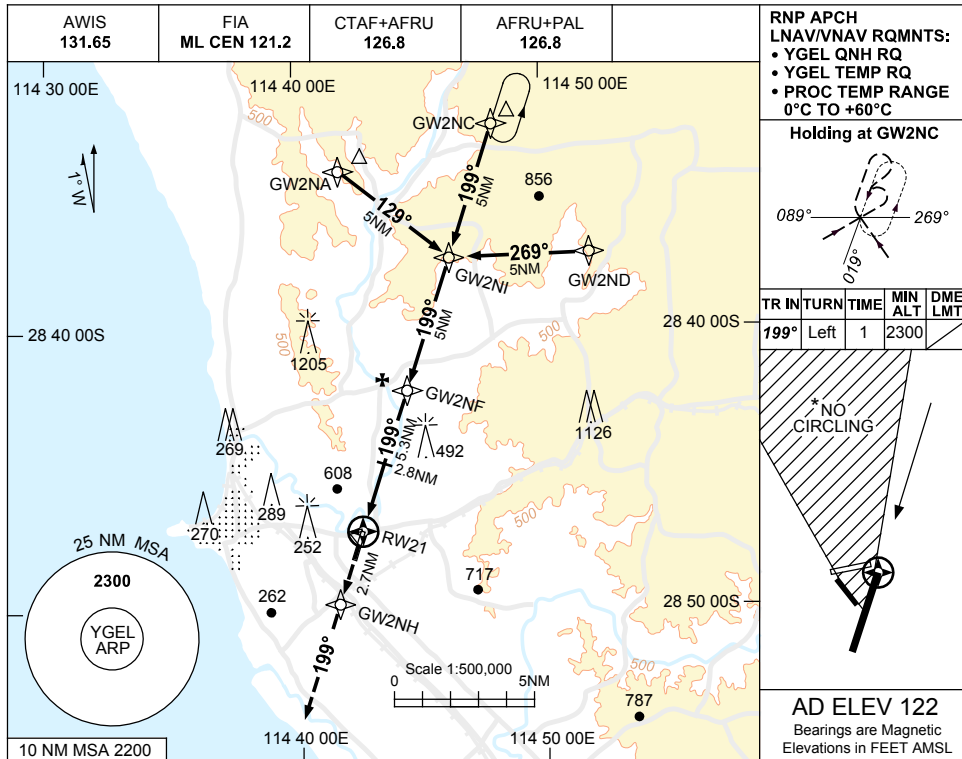 AWIS
131.65
FIA
ML CEN 121.2
CTAF+AFRU
126.8
AFRU+PAL
126.8
RNP APCH
LNAV/VNAV RQMNTS:
• YGEL QNH RQ
• YGEL TEMP RQ
• PROC TEMP RANGE
0°C TO +60°C
114 30 00E
114 40 00E
114 50 00E
500
500
GW2NC
GW2NA
1° W
199°
5NM
129°
5NM
856
269°
5NM
GW2NI
GW2ND
Holding at GW2NC
089°
269°
019°
TR IN
TURN
TIME
MIN ALT
DME LMT
199°
Left
1
2300
28 40 00S
28 40 00S
199°
5NM
500
500
1205
GW2NF
1126
*NO
CIRCLING
269
199°
5.3NM
492
2.8NM
608
289
270
252
RW21
500
25 NM MSA
2300
YGEL
ARP
262
2.7NM
717
GW2NH
28 50 00S
199°
Scale 1:500,000
0
5NM
500
787
10 NM MSA 2200
114 40 00E
114 50 00E
AD ELEV 122
Bearings are Magnetic
Elevations in FEET AMSL